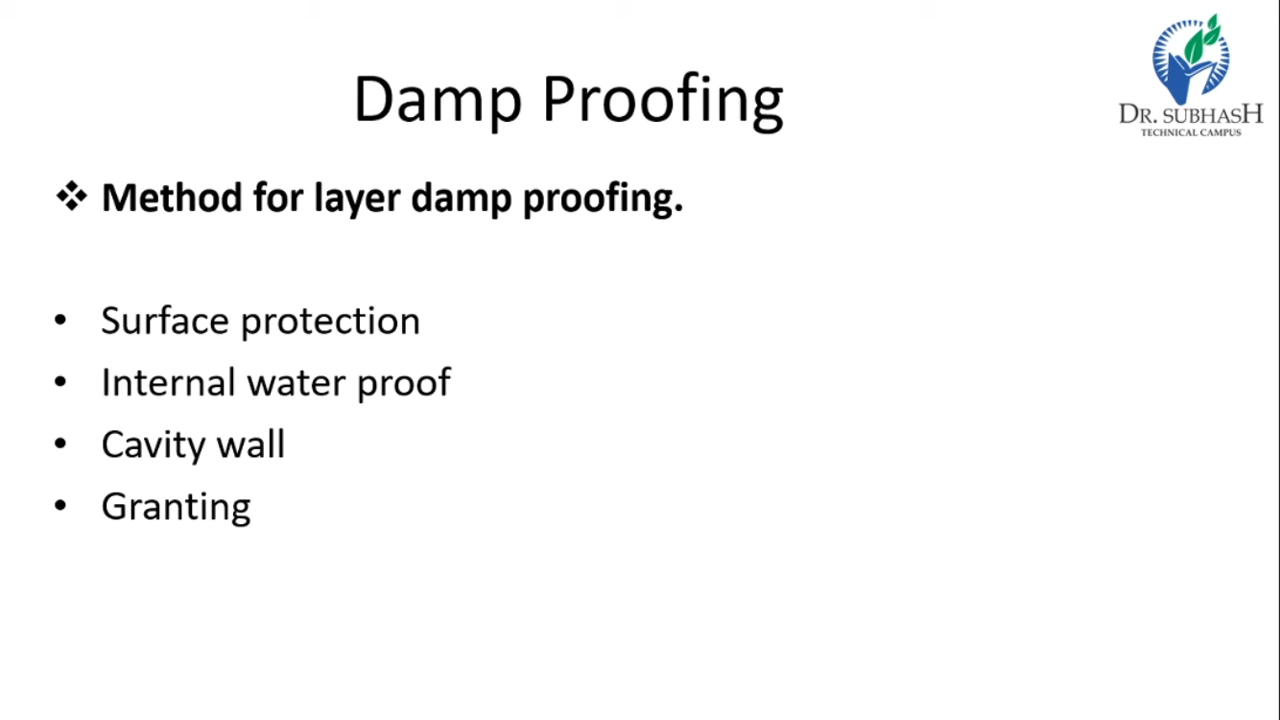 DR. SUBHASH
TECHNICAL CAMPUS
Damp Proofing
❖ Method for layer damp proofing.
• Surface protection
• Internal water proof
• Cavity wall
• Granting